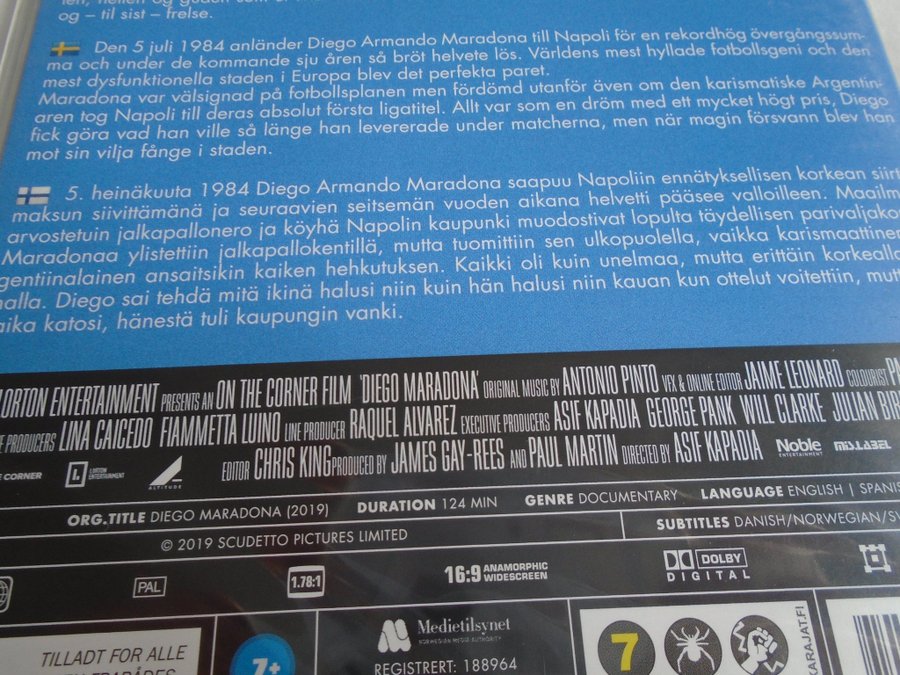 og – til sist – frelse.
Den 5 juli 1984 anländer Diego Armando Maradona till Napoli för en rekordhög övergångssum-
ma och under de kommande sju åren så bröt helvete lös. Världens mest hyllade fotbollsgeni och den
mest dysfunktionella staden i Europa blev det perfekta paret.
Maradona var välsignad på fotbollsplanen men fördömd utanför även om den karismatiske Argentin-
aren tog Napoli till deras absolut första ligatitel. Allt var som en dröm med ett mycket högt pris, Diego
fick göra vad han ville så länge han levererade under matcherna, men när magin försvann blev han
mot sin vilja fånge i staden.
5. heinäkuuta 1984 Diego Armando Maradona saapuu Napoliin ennätyksellisen korkean siirt
maksun siivittämänä ja seuraavien seitsemän vuoden aikana helvetti pääsee valloilleen. Maailm
arvostetuin jalkapallonero ja köyhä Napolin kaupunki muodostivat lopulta täydellisen parivaljako
Maradonaa ylistettiin jalkapallokentillä, mutta tuomittiin sen ulkopuolella, vaikka karismaattiner
gentiinalainen ansaitsikin kaiken hehkutuksen. Kaikki oli kuin unelmaa, mutta erittäin korkealla
nalla. Diego sai tehdä mitä ikinä halusi niin kuin hän halusi niin kauan kun ottelut voitettiin, mutt
aika katosi, hänestä tuli kaupungin vanki.
LORTON ENTERTAINMENT PRESENTS AN ON THE CORNER FILM 'DIEGO MARADONA' ORIGINAL MUSIC BY ANTONIO PINTO VFX & ONLINE EDITOR JAIME LEONARD COLOURIST PA
PRODUCERS LINA CAICEDO FIAMMETTA LUINO LINE PRODUCER RAQUEL ALVAREZ EXECUTIVE PRODUCERS ASIF KAPADIA GEORGE PANK WILL CLARKE JULIAN BIR
EDITOR CHRIS KING PRODUCED BY JAMES GAY-REES AND PAUL MARTIN DIRECTED BY ASIF KAPADIA
CORNER LORTON ENTERTAINMENT ALTITUDE Noble ENTERTAINMENT MIS.LABEL
ORG.TITLE DIEGO MARADONA (2019) DURATION 124 MIN GENRE DOCUMENTARY LANGUAGE ENGLISH | SPANIS
© 2019 SCUDETTO PICTURES LIMITED SUBTITLES DANISH/NORWEGIAN/SV
PAL 1.78:1 16:9 ANAMORPHIC WIDESCREEN DOLBY DIGITAL
Medietilsynet
NORWEGIAN MEDIA AUTHORITY
REGISTRERT: 188964
TILLADT FOR ALLE
7+
7
KARAJAT.FI